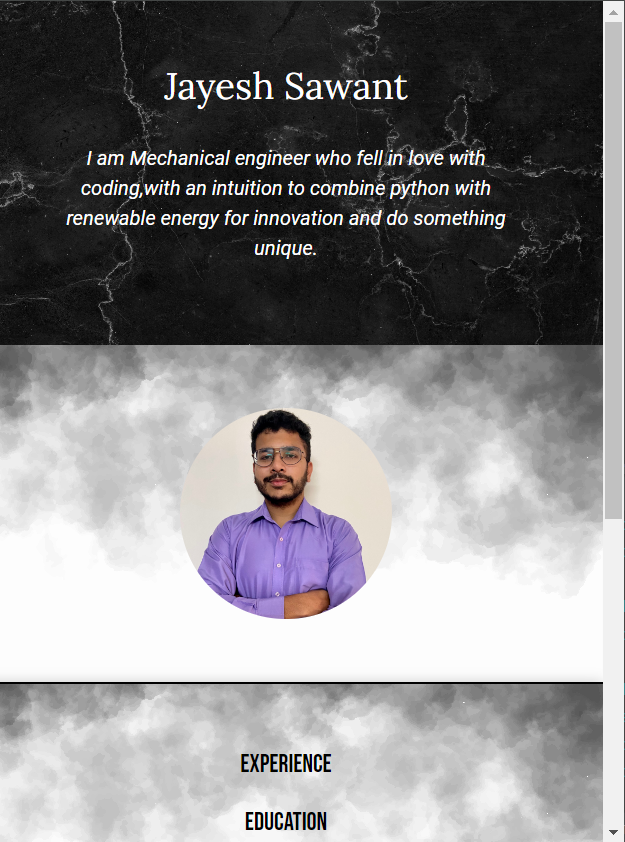 Jayesh Sawant
I am Mechanical engineer who fell in love with
coding,with an intuition to combine python with
renewable energy for innovation and do something
unique.
EXPERIENCE
EDUCATION